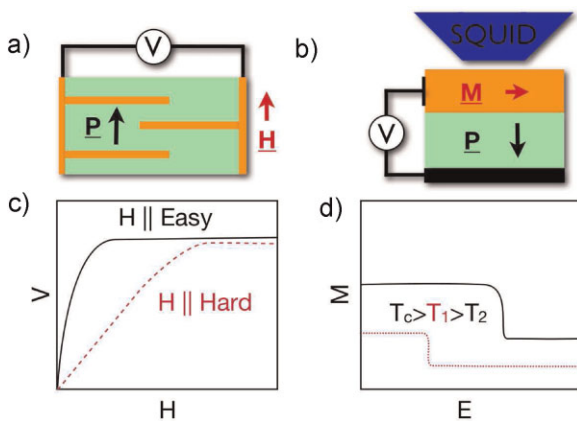 a)
V
P
H
b)
SQUID
M
V
P
c)
H || Easy
H || Hard
V
H
d)
Tc>T1>T2
M
E